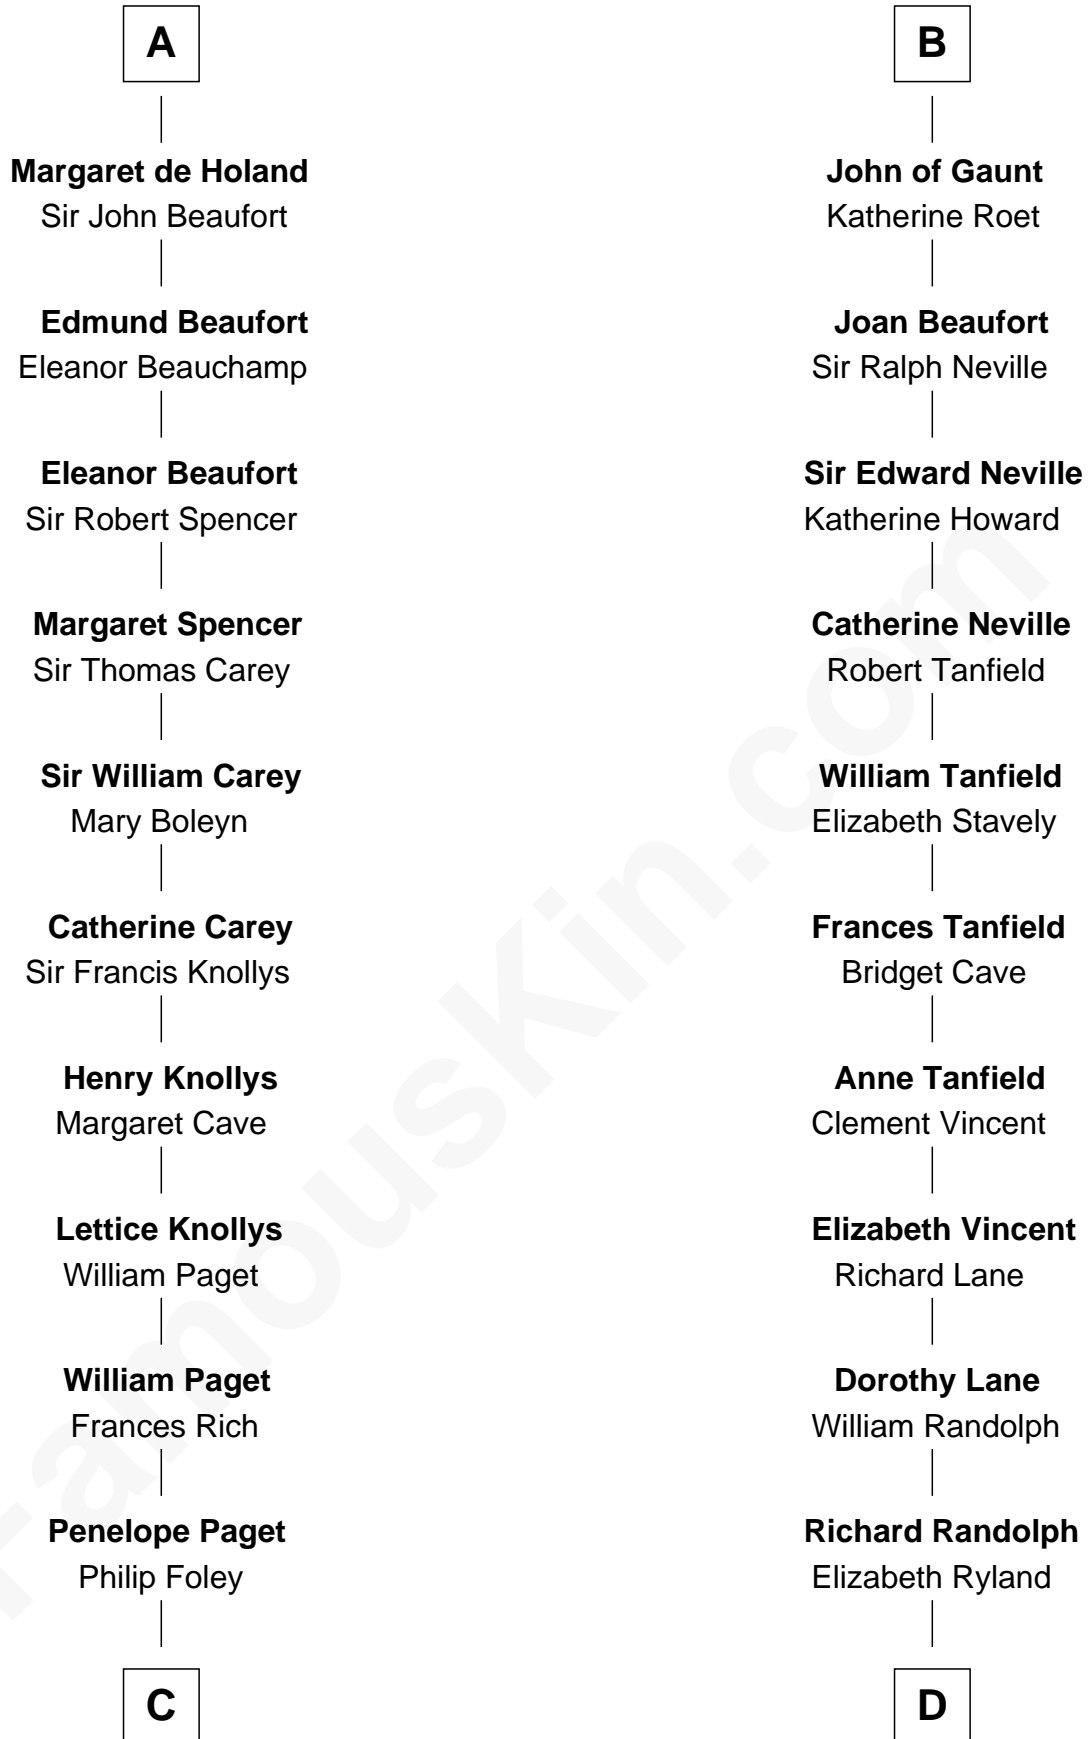 A
Margaret de Holand
Sir John Beaufort
Edmund Beaufort
Eleanor Beauchamp
Eleanor Beaufort
Sir Robert Spencer
Margaret Spencer
Sir Thomas Carey
Sir William Carey
Mary Boleyn
Catherine Carey
Sir Francis Knollys
Henry Knollys
Margaret Cave
Lettice Knollys
William Paget
William Paget
Frances Rich
Penelope Paget
Philip Foley
C
B
John of Gaunt
Katherine Roet
Joan Beaufort
Sir Ralph Neville
Sir Edward Neville
Katherine Howard
Catherine Neville
Robert Tanfield
William Tanfield
Elizabeth Stavely
Frances Tanfield
Bridget Cave
Anne Tanfield
Clement Vincent
Elizabeth Vincent
Richard Lane
Dorothy Lane
William Randolph
Richard Randolph
Elizabeth Ryland
D
FamousKin.com